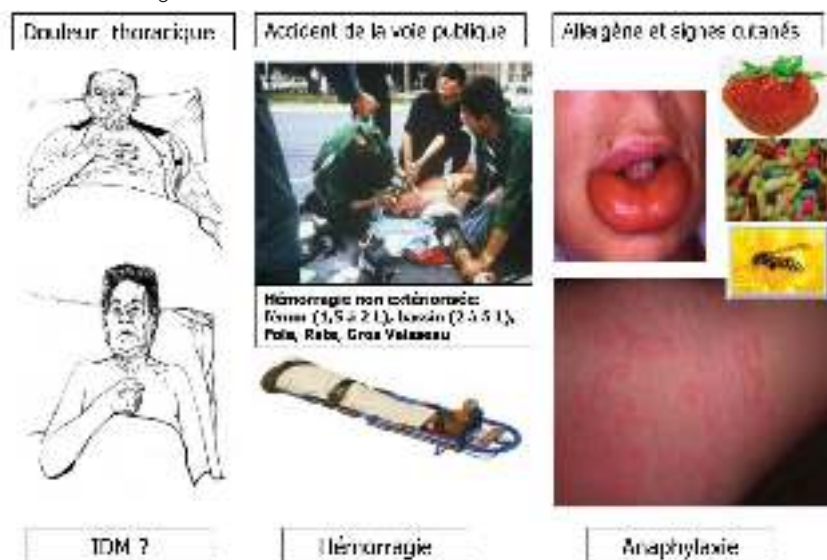 Douleur thoracique
Accident de la voie publique
Allergène et signes cutanés
Hémorragie non extériorisée:
fémur (1,5 à 2 L), bassin (2 à 5 L),
Foie, Rate, Gros Vaisseau
IDM ?
Hémorragie
Anaphylaxie